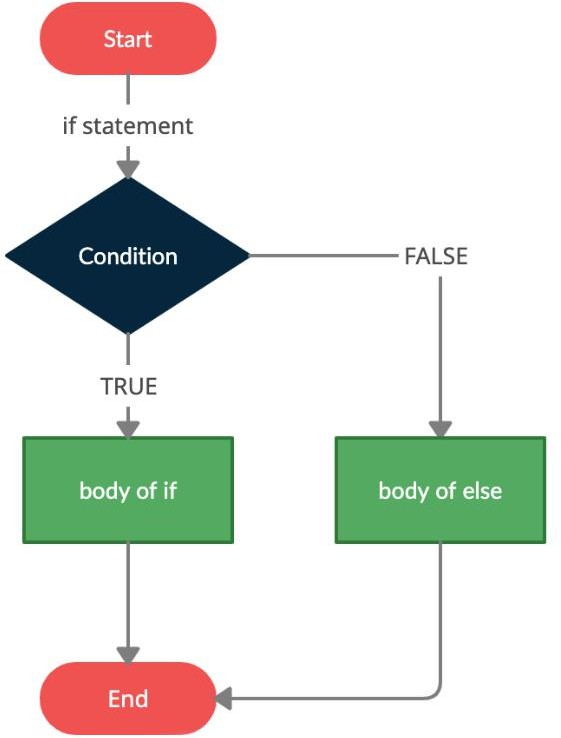 Start
if statement
Condition
FALSE
TRUE
body of if
body of else
End